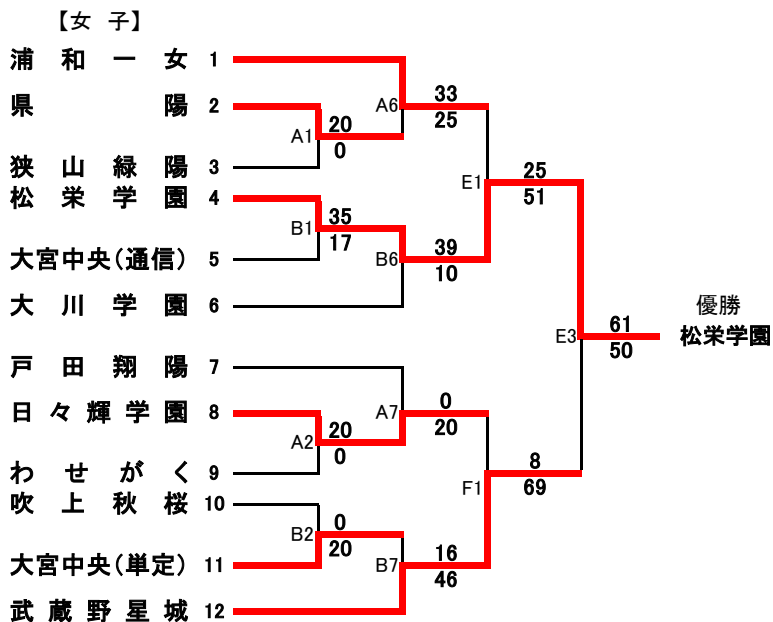 【女 子】
浦 和 一 女 1
県 陽 2
狭 山 緑 陽 3
松 栄 学 園 4
大宮中央(通信) 5
大 川 学 園 6
戸 田 翔 陽 7
日 々 輝 学 園 8
わ せ が く 9
吹 上 秋 桜 10
大宮中央(単定) 11
武 蔵 野 星 城 12
A1
20
0
B1
35
17
A2
20
0
B2
0
20
A6
33
25
B6
39
10
A7
0
20
B7
16
46
E1
25
51
F1
8
69
E3
61
50
優勝
松栄学園